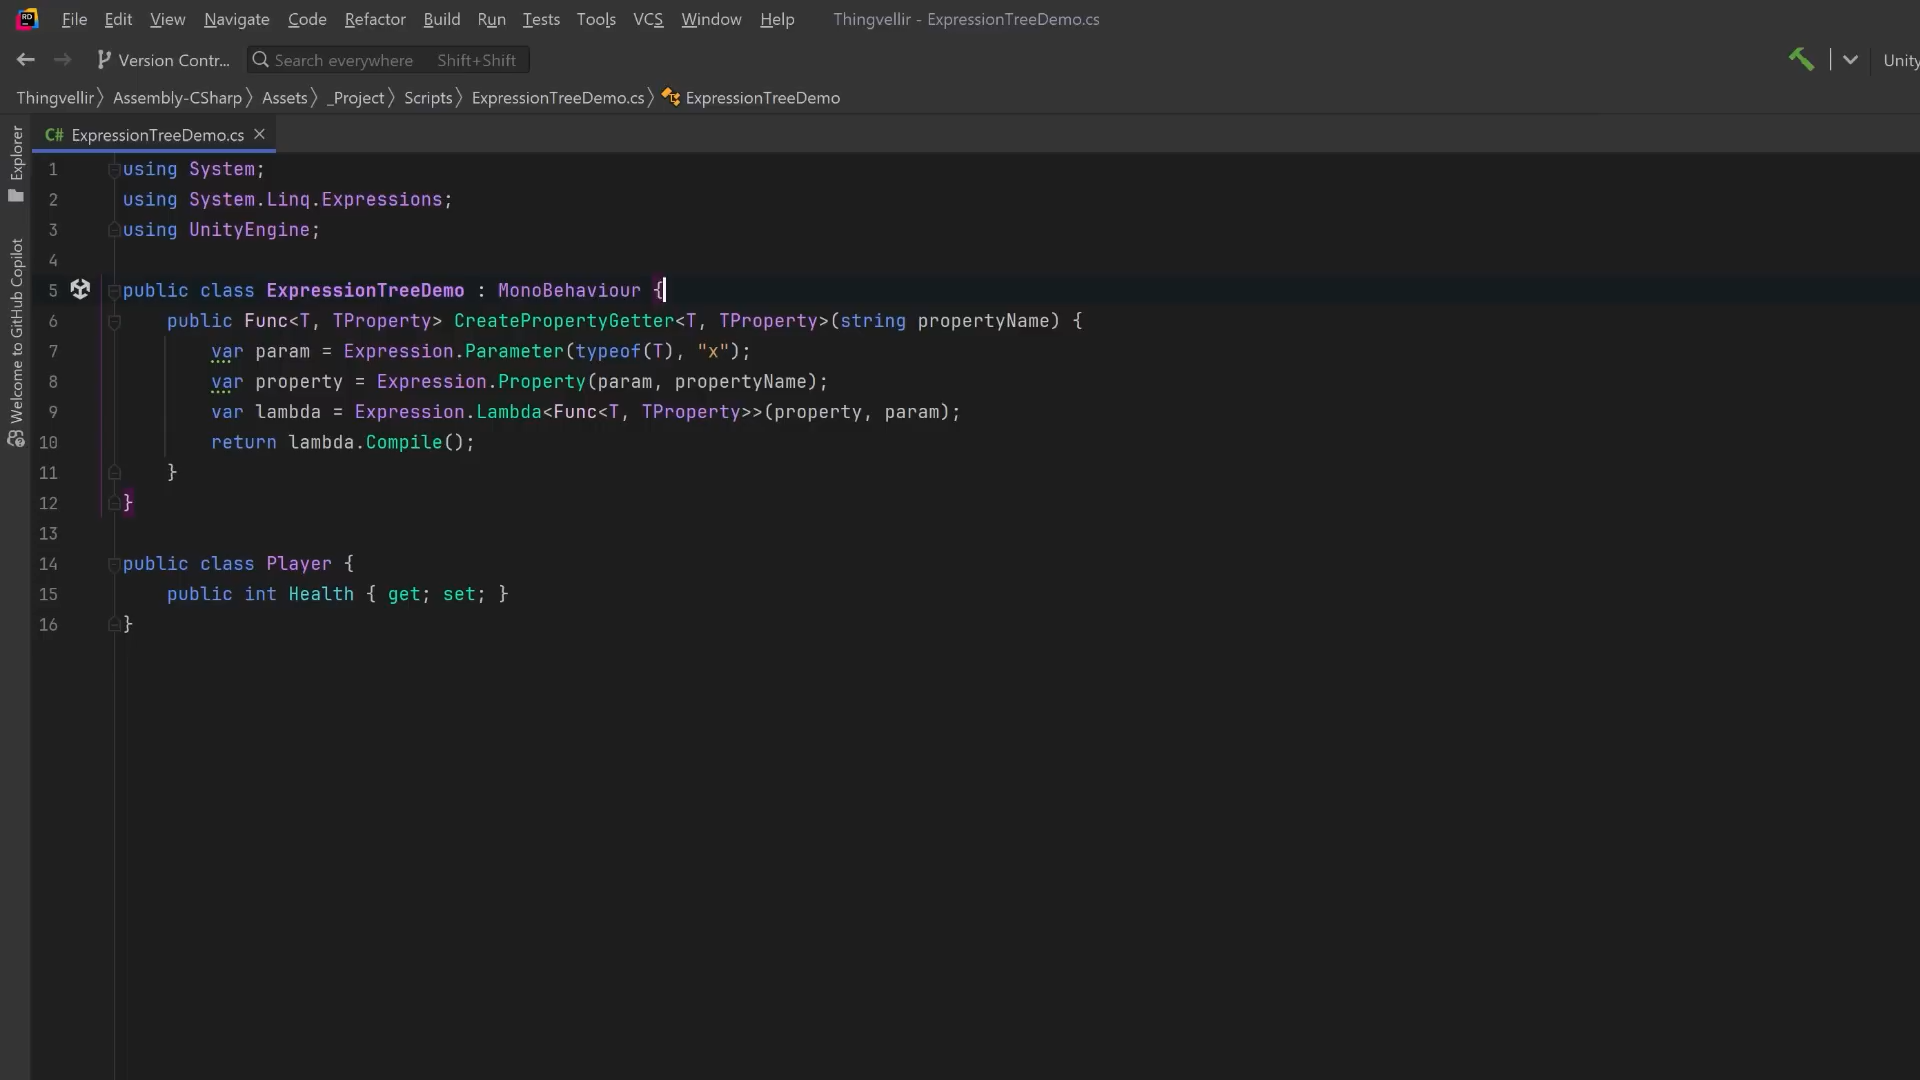 File Edit View Navigate Code Refactor Build Run Tests Tools VCS Window Help Thingvellir - ExpressionTreeDemo.cs
Version Contr... Search everywhere Shift+Shift Unity
Thingvellir Assembly-CSharp Assets _Project Scripts ExpressionTreeDemo.cs ExpressionTreeDemo
C# ExpressionTreeDemo.cs
Explorer
Welcome to GitHub Copilot
1 using System;
2 using System.Linq.Expressions;
3 using UnityEngine;
4
5 public class ExpressionTreeDemo : MonoBehaviour {
6 public Func<T, TProperty> CreatePropertyGetter<T, TProperty>(string propertyName) {
7 var param = Expression.Parameter(typeof(T), "x");
8 var property = Expression.Property(param, propertyName);
9 var lambda = Expression.Lambda<Func<T, TProperty>>(property, param);
10 return lambda.Compile();
11 }
12 }
13
14 public class Player {
15 public int Health { get; set; }
16 }